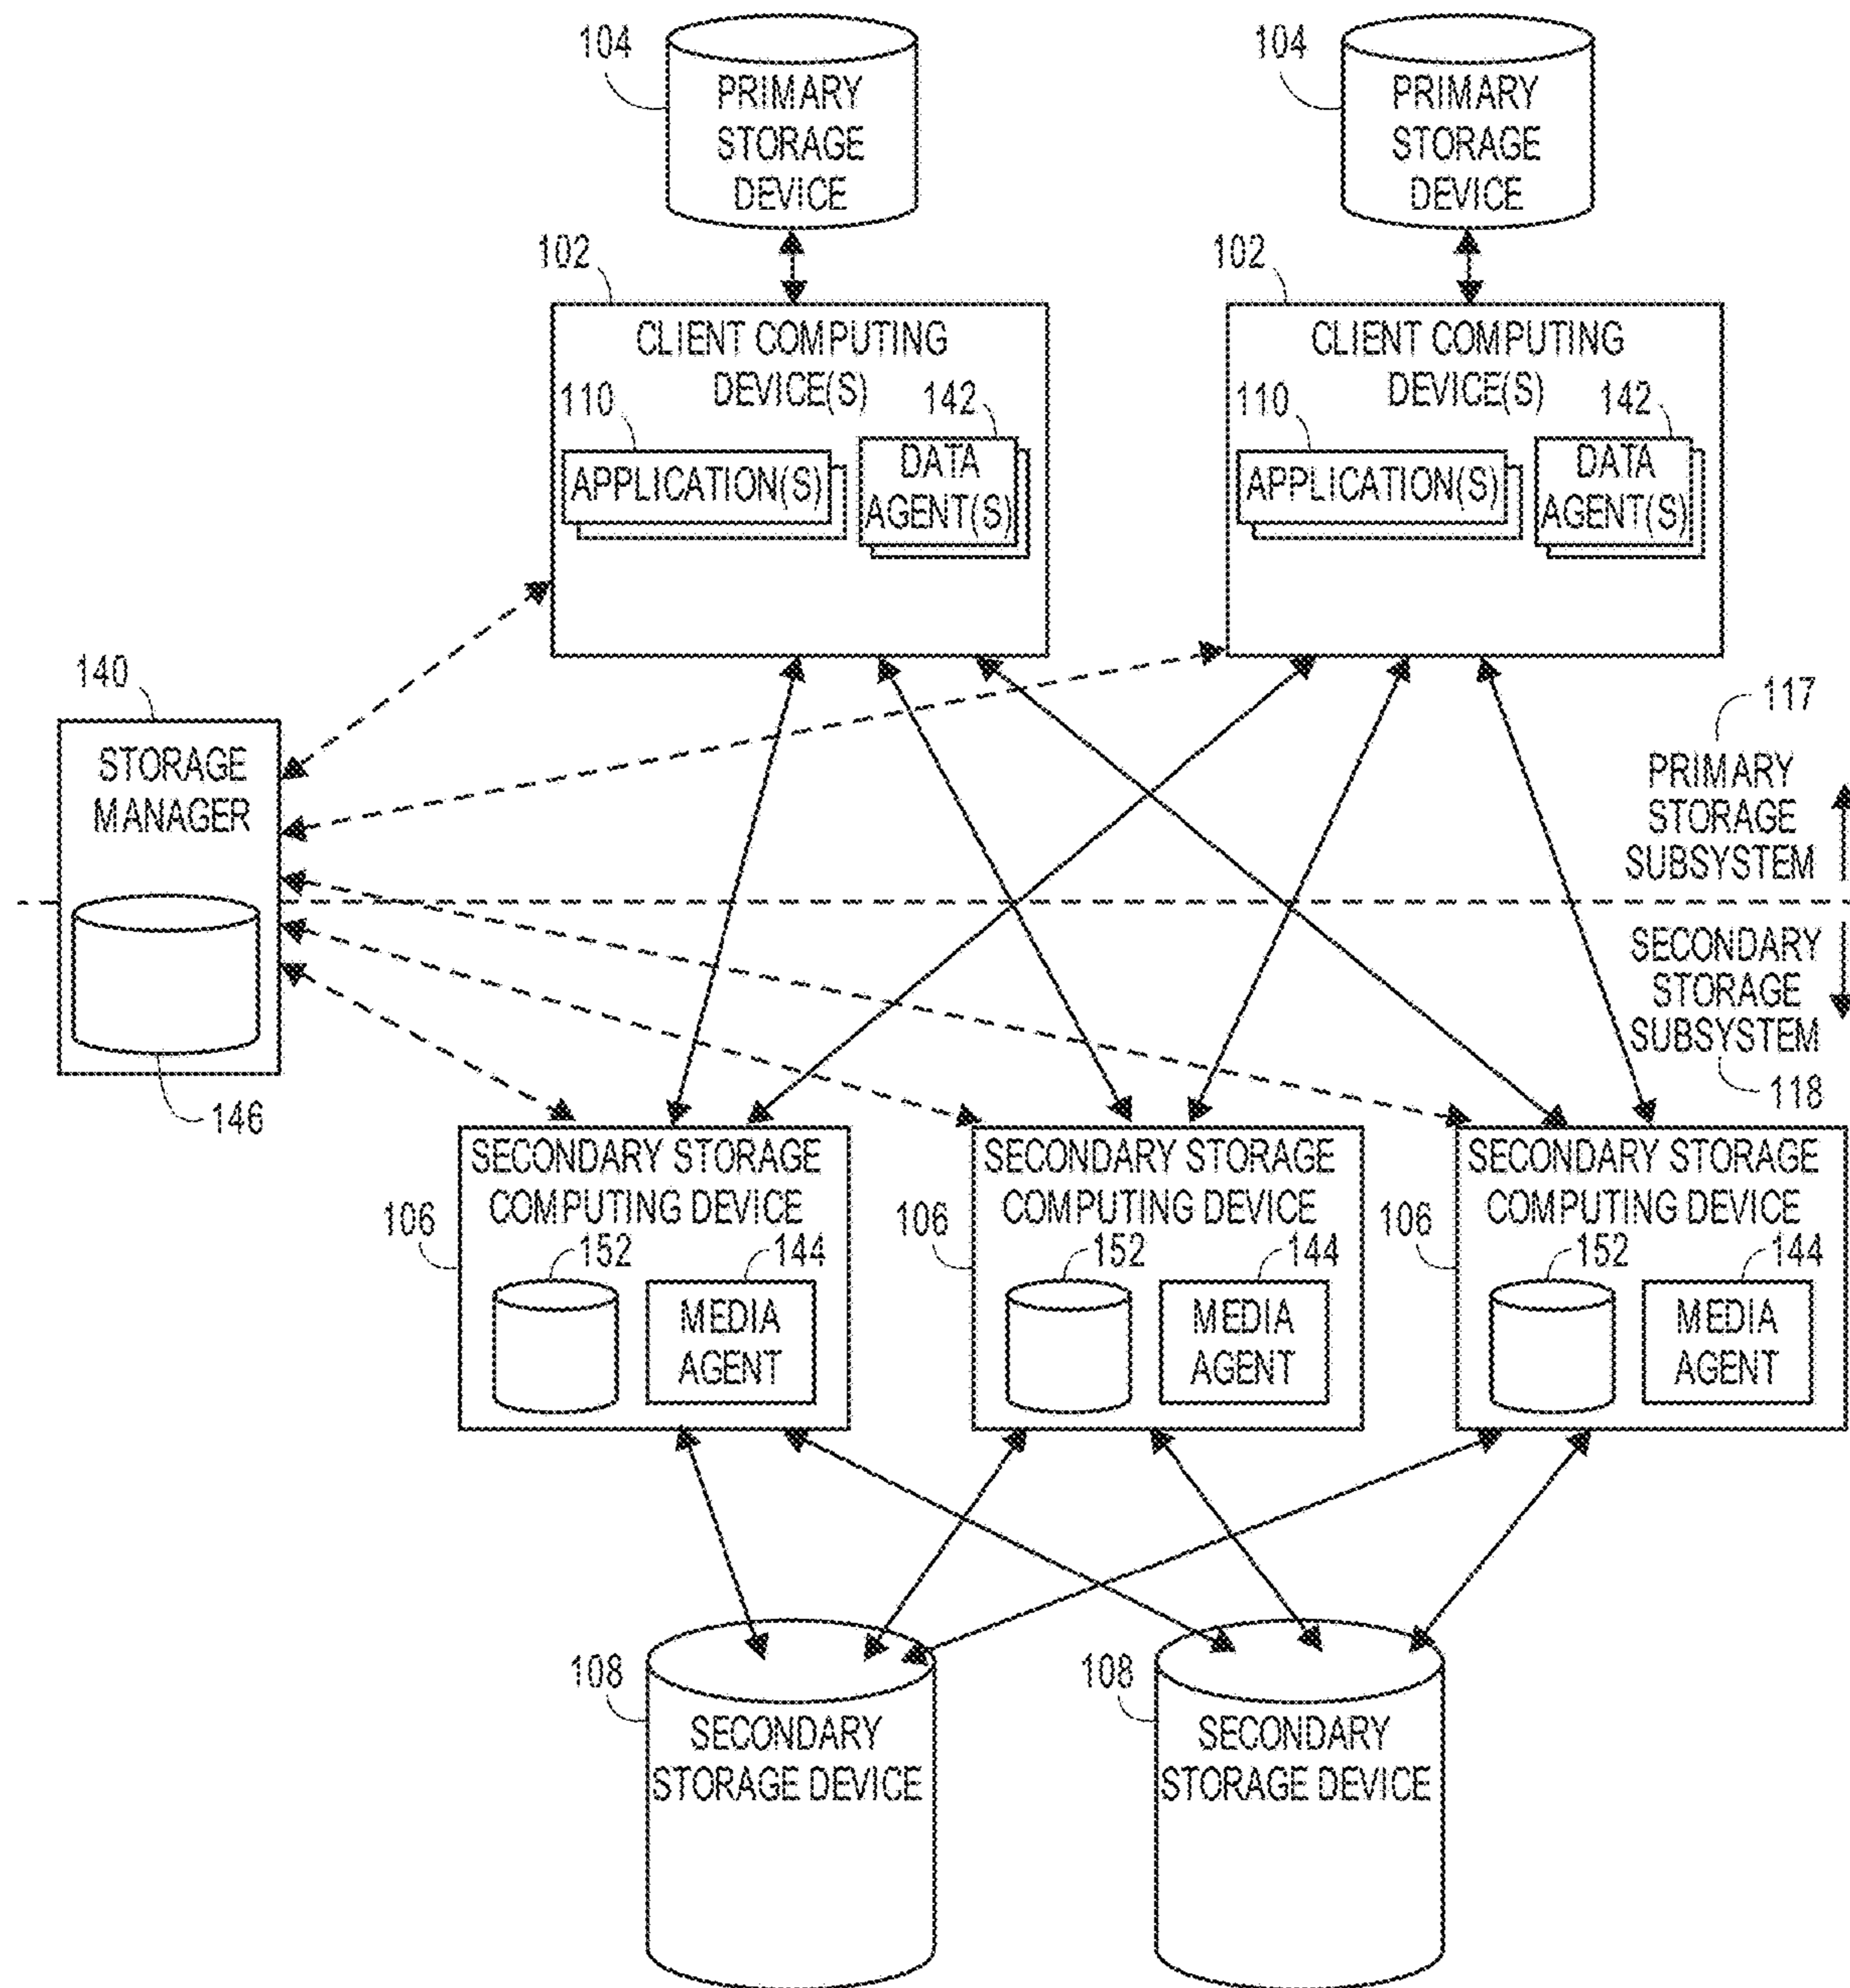 104
PRIMARY
STORAGE
DEVICE
104
PRIMARY
STORAGE
DEVICE
102
CLIENT COMPUTING
DEVICE(S)
110
142
APPLICATION(S)
DATA
AGENT(S)
102
CLIENT COMPUTING
DEVICE(S)
110
142
APPLICATION(S)
DATA
AGENT(S)
140
STORAGE
MANAGER
146
117
PRIMARY
STORAGE
SUBSYSTEM
SECONDARY
STORAGE
SUBSYSTEM
118
SECONDARY STORAGE
COMPUTING DEVICE
106
152
144
MEDIA
AGENT
SECONDARY STORAGE
COMPUTING DEVICE
106
152
144
MEDIA
AGENT
SECONDARY STORAGE
COMPUTING DEVICE
106
152
144
MEDIA
AGENT
108
SECONDARY
STORAGE DEVICE
108
SECONDARY
STORAGE DEVICE